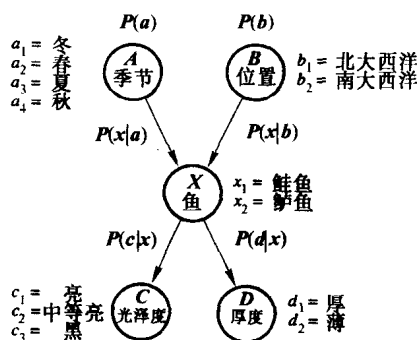 P(a) P(b)
a₁ = 冬
a₂ = 春
a₃ = 夏
a₄ = 秋
A
季节
B
位置
b₁ = 北大西洋
b₂ = 南大西洋
P(x|a) P(x|b)
X
鱼
x₁ = 鲑鱼
x₂ = 鲈鱼
P(c|x) P(d|x)
c₁ = 亮
c₂ = 中等亮
c₃ = 黑
C
光泽度
D
厚度
d₁ = 厚
d₂ = 薄